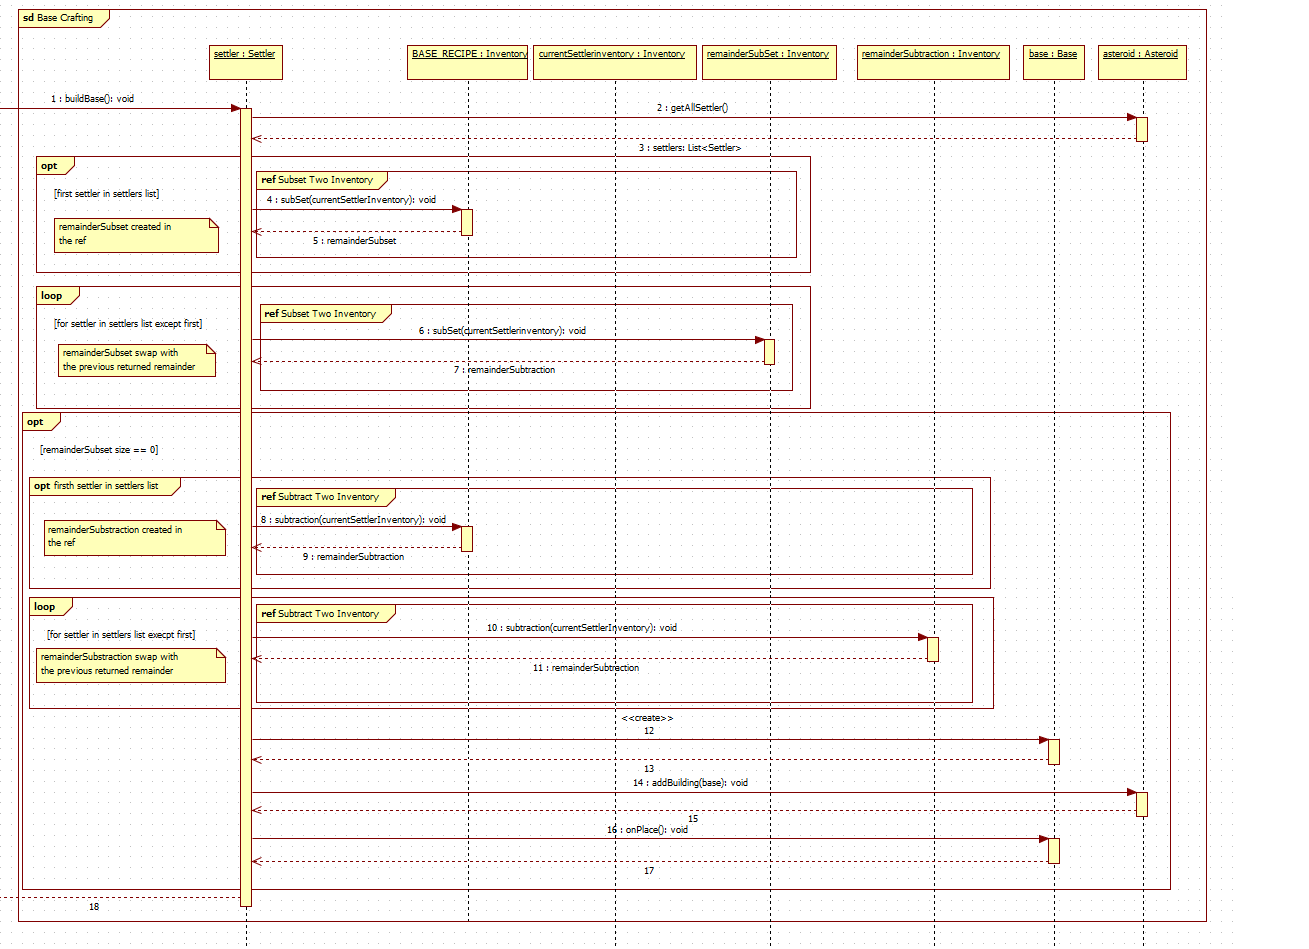 sd Base Crafting
settler : Settler
BASE_RECIPE : Inventory
currentSettlerinventory : Inventory
remainderSubSet : Inventory
remainderSubtraction : Inventory
base : Base
asteroid : Asteroid
1 : buildBase(): void
2 : getAllSettler()
3 : settlers: List<Settler>
opt
[first settler in settlers list]
remainderSubset created in
the ref
ref Subset Two Inventory
4 : subSet(currentSettlerInventory): void
5 : remainderSubset
loop
[for settler in settlers list except first]
remainderSubset swap with
the previous returned remainder
ref Subset Two Inventory
6 : subSet(currentSettlerinventory): void
7 : remainderSubtraction
opt
[remainderSubset size == 0]
opt firsth settler in settlers list
remainderSubstraction created in
the ref
ref Subtract Two Inventory
8 : subtraction(currentSettlerInventory): void
9 : remainderSubtraction
loop
[for settler in settlers list execpt first]
remainderSubstraction swap with
the previous returned remainder
ref Subtract Two Inventory
10 : subtraction(currentSettlerInventory): void
11 : remainderSubtraction
<<create>>
12
13
14 : addBuilding(base): void
15
16 : onPlace(): void
17
18